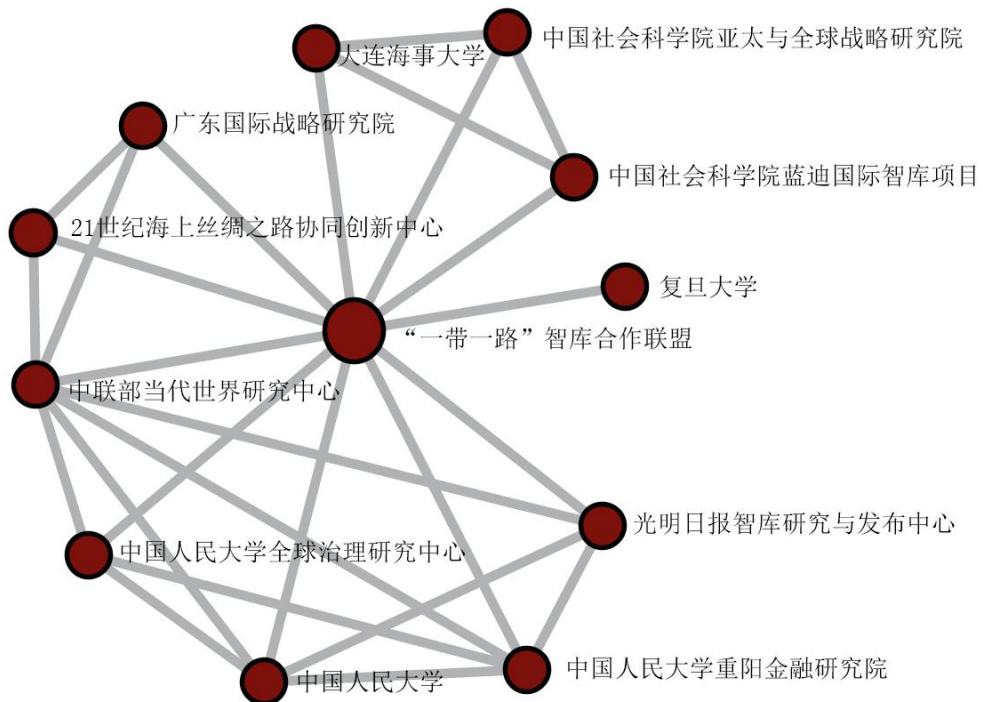 中国社会科学院亚太与全球战略研究院
大连海事大学
广东国际战略研究院
中国社会科学院蓝迪国际智库项目
21世纪海上丝绸之路协同创新中心
复旦大学
“一带一路”智库合作联盟
中联部当代世界研究中心
光明日报智库研究与发布中心
中国人民大学全球治理研究中心
中国人民大学重阳金融研究院
中国人民大学